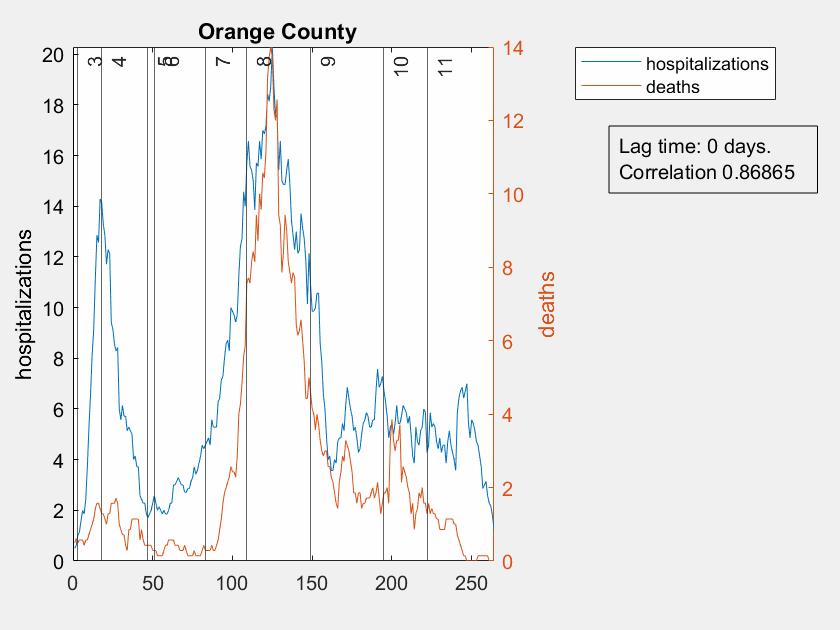 Orange County
3 4 5 6 7 8 9 10 11
hospitalizations
deaths
Lag time: 0 days.
Correlation 0.86865
hospitalizations
20
18
16
14
12
10
8
6
4
2
0
14
12
10
8
6
4
2
0
deaths
0 50 100 150 200 250